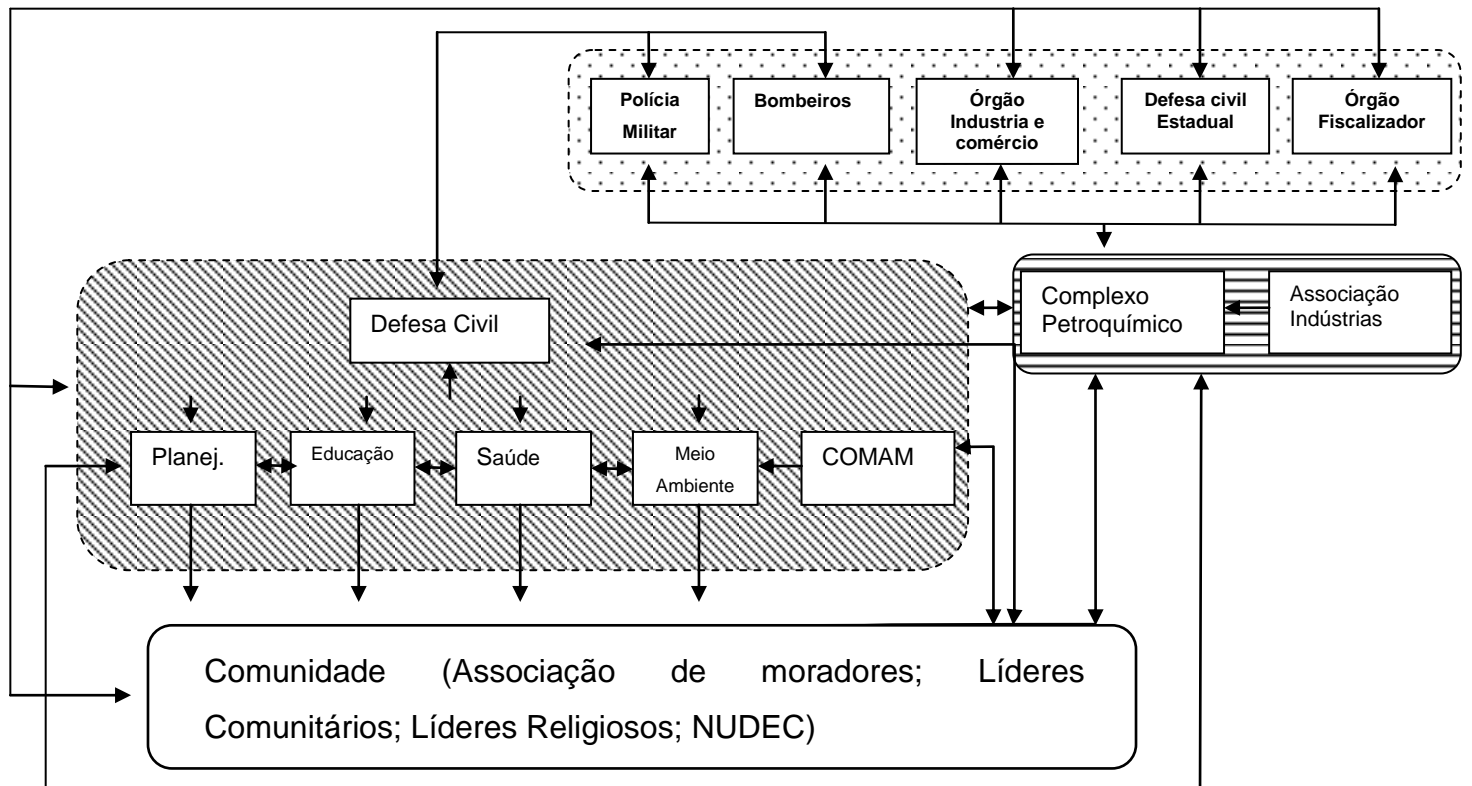 Polícia
Militar
Bombeiros
Órgão
Industria e
comércio
Defesa civil
Estadual
Órgão
Fiscalizador
Defesa Civil
Complexo
Petroquímico
Associação
Indústrias
Planej.
Educação
Saúde
Meio
Ambiente
COMAM
Comunidade (Associação de moradores; Líderes
Comunitários; Líderes Religiosos; NUDEC)